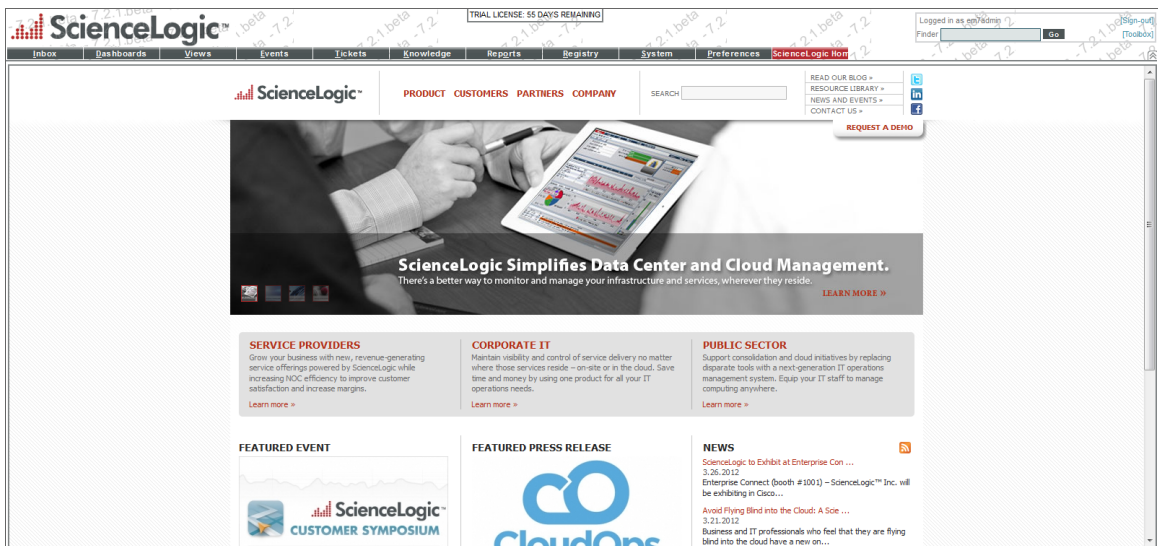 TRIAL LICENSE: 55 DAYS REMAINING
ScienceLogic™
7.2.1.beta
Logged in as em7admin
[Sign-out]
Finder
Go
[Toolbox]
Inbox Dashboards Views Events Tickets Knowledge Reports Registry System Preferences ScienceLogic Hom
ScienceLogic™
PRODUCT CUSTOMERS PARTNERS COMPANY
SEARCH
READ OUR BLOG »
RESOURCE LIBRARY »
NEWS AND EVENTS »
CONTACT US »
REQUEST A DEMO
ScienceLogic Simplifies Data Center and Cloud Management.
There's a better way to monitor and manage your infrastructure and services, wherever they reside.
LEARN MORE »
SERVICE PROVIDERS
Grow your business with new, revenue-generating
service offerings powered by ScienceLogic while
increasing NOC efficiency to improve customer
satisfaction and increase margins.
Learn more »
CORPORATE IT
Maintain visibility and control of service delivery no matter
where those services reside – on-site or in the cloud. Save
time and money by using one product for all your IT
operations needs.
Learn more »
PUBLIC SECTOR
Support consolidation and cloud initiatives by replacing
disparate tools with a next-generation IT operations
management system. Equip your IT staff to manage
computing anywhere.
Learn more »
FEATURED EVENT
ScienceLogic™
CUSTOMER SYMPOSIUM
FEATURED PRESS RELEASE
CloudOps
NEWS
ScienceLogic to Exhibit at Enterprise Con ...
3.26.2012
Enterprise Connect (booth #1001) – ScienceLogic™ Inc. will
be exhibiting in Cisco...
Avoid Flying Blind into the Cloud: A Scie ...
3.21.2012
Business and IT professionals who feel that they are flying
blind into the cloud have a new on...